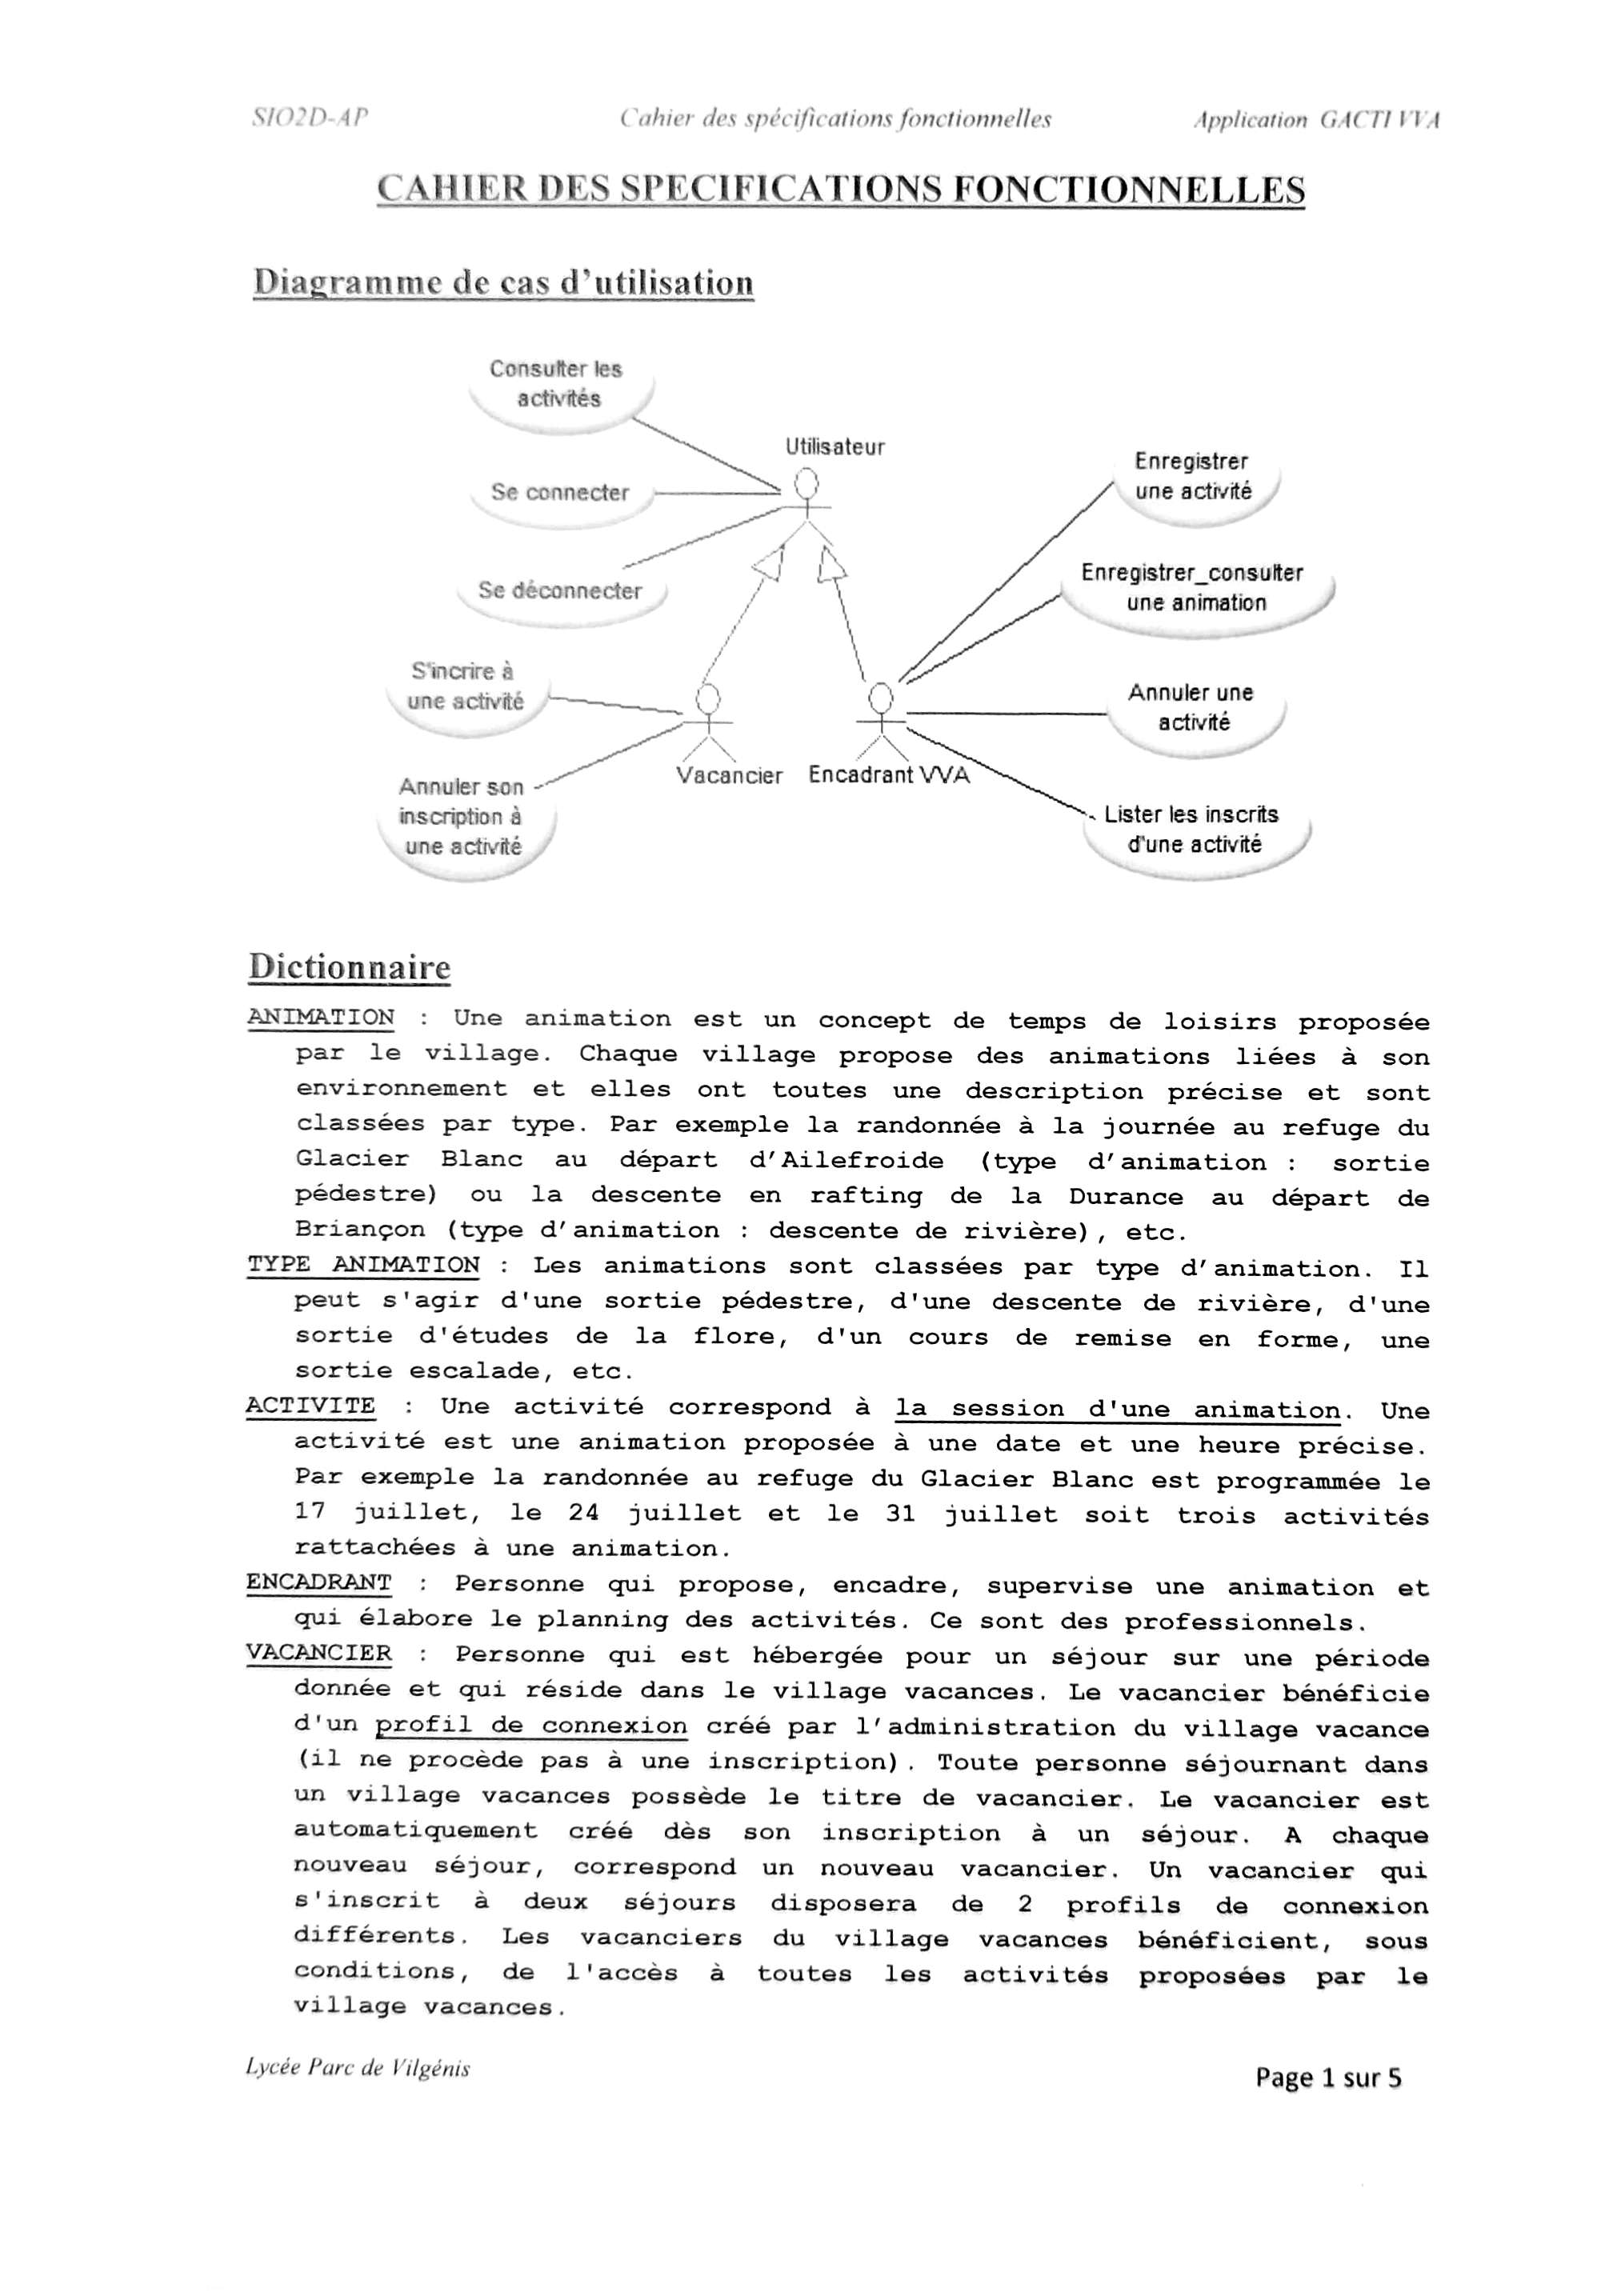 SIO2D-AP Cahier des spécifications fonctionnelles Application GACTI VVA
CAHIER DES SPECIFICATIONS FONCTIONNELLES
Diagramme de cas d'utilisation
Consulter les
activités
Utilisateur
Se connecter
Enregistrer
une activité
Se déconnecter
Enregistrer_consulter
une animation
S'incrire à
une activité
Annuler une
activité
Vacancier
Encadrant VVA
Annuler son
inscription à
une activité
Lister les inscrits
d'une activité
Dictionnaire
ANIMATION : Une animation est un concept de temps de loisirs proposée
par le village. Chaque village propose des animations liées à son
environnement et elles ont toutes une description précise et sont
classées par type. Par exemple la randonnée à la journée au refuge du
Glacier Blanc au départ d'Ailefroide (type d'animation : sortie
pédestre) ou la descente en rafting de la Durance au départ de
Briançon (type d'animation : descente de rivière), etc.
TYPE ANIMATION : Les animations sont classées par type d'animation. Il
peut s'agir d'une sortie pédestre, d'une descente de rivière, d'une
sortie d'études de la flore, d'un cours de remise en forme, une
sortie escalade, etc.
ACTIVITE : Une activité correspond à la session d'une animation. Une
activité est une animation proposée à une date et une heure précise.
Par exemple la randonnée au refuge du Glacier Blanc est programmée le
17 juillet, le 24 juillet et le 31 juillet soit trois activités
rattachées à une animation.
ENCADRANT : Personne qui propose, encadre, supervise une animation et
qui élabore le planning des activités. Ce sont des professionnels.
VACANCIER : Personne qui est hébergée pour un séjour sur une période
donnée et qui réside dans le village vacances. Le vacancier bénéficie
d'un profil de connexion créé par l'administration du village vacance
(il ne procède pas à une inscription). Toute personne séjournant dans
un village vacances possède le titre de vacancier. Le vacancier est
automatiquement créé dès son inscription à un séjour. A chaque
nouveau séjour, correspond un nouveau vacancier. Un vacancier qui
s'inscrit à deux séjours disposera de 2 profils de connexion
différents. Les vacanciers du village vacances bénéficient, sous
conditions, de l'accès à toutes les activités proposées par le
village vacances.
Lycée Parc de Vilgénis
Page 1 sur 5